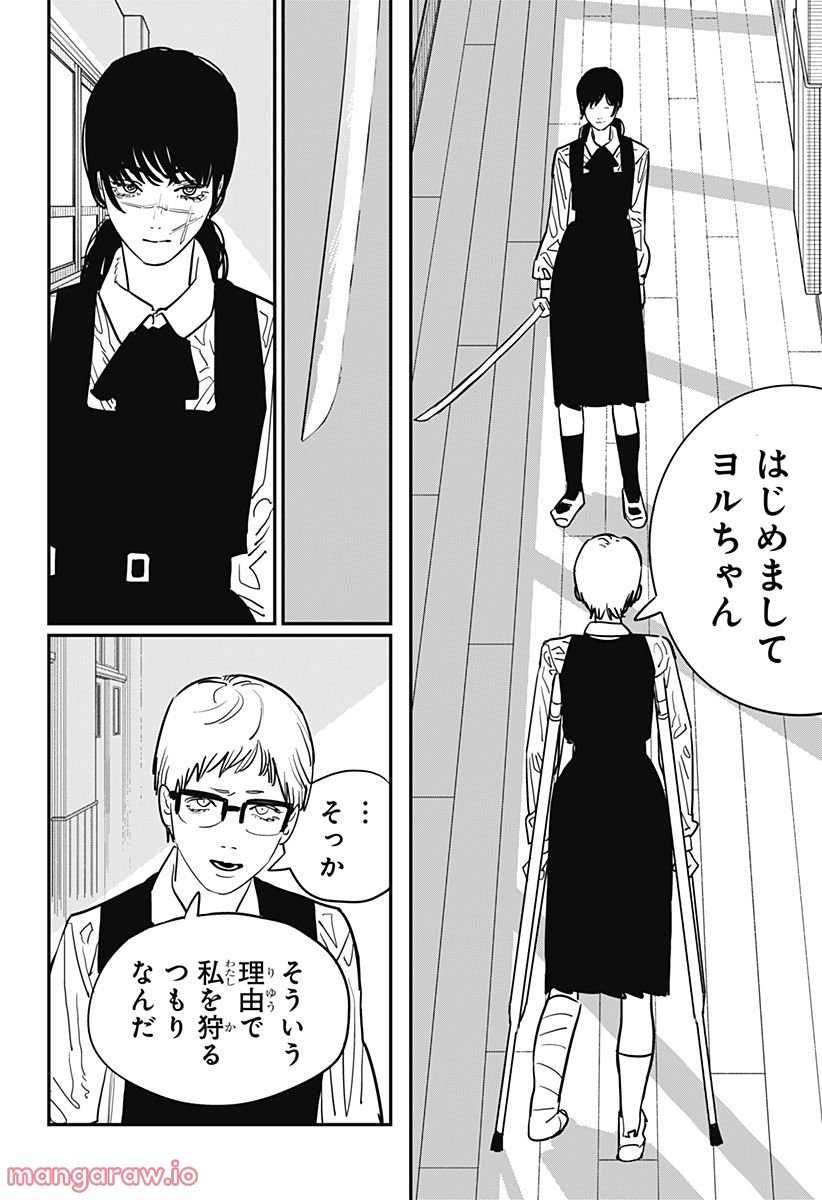 はじめまして
ヨルちゃん
…
そっか
そういう
理由で
私を狩る
つもり
なんだ
mangaraw.io